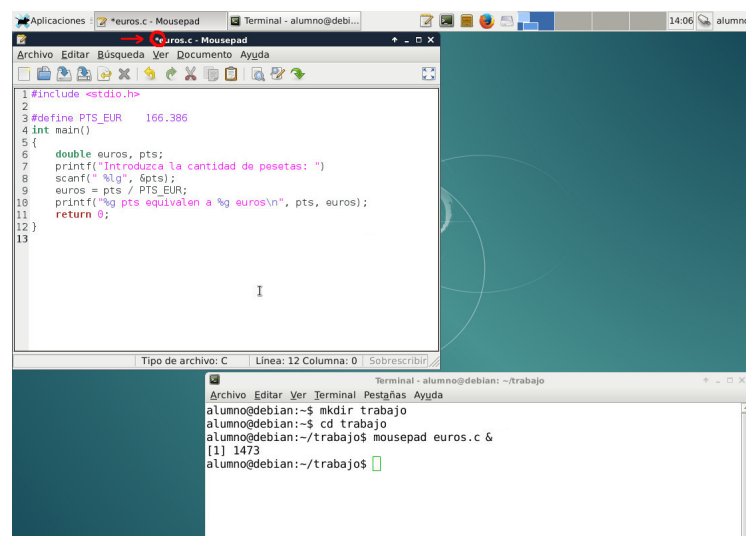 Aplicaciones
*euros.c - Mousepad
Terminal - alumno@debi...
14:06
alumno
*euros.c - Mousepad
Archivo Editar Búsqueda Ver Documento Ayuda
1 #include <stdio.h>
2
3 #define PTS_EUR 166.386
4 int main()
5 {
6 double euros, pts;
7 printf("Introduzca la cantidad de pesetas: ")
8 scanf(" %lg", &pts);
9 euros = pts / PTS_EUR;
10 printf("%g pts equivalen a %g euros\n", pts, euros);
11 return 0;
12 }
13
Tipo de archivo: C
Línea: 12 Columna: 0
Sobrescribir
Terminal - alumno@debian: ~/trabajo
Archivo Editar Ver Terminal Pestañas Ayuda
alumno@debian:~$ mkdir trabajo
alumno@debian:~$ cd trabajo
alumno@debian:~/trabajo$ mousepad euros.c &
[1] 1473
alumno@debian:~/trabajo$